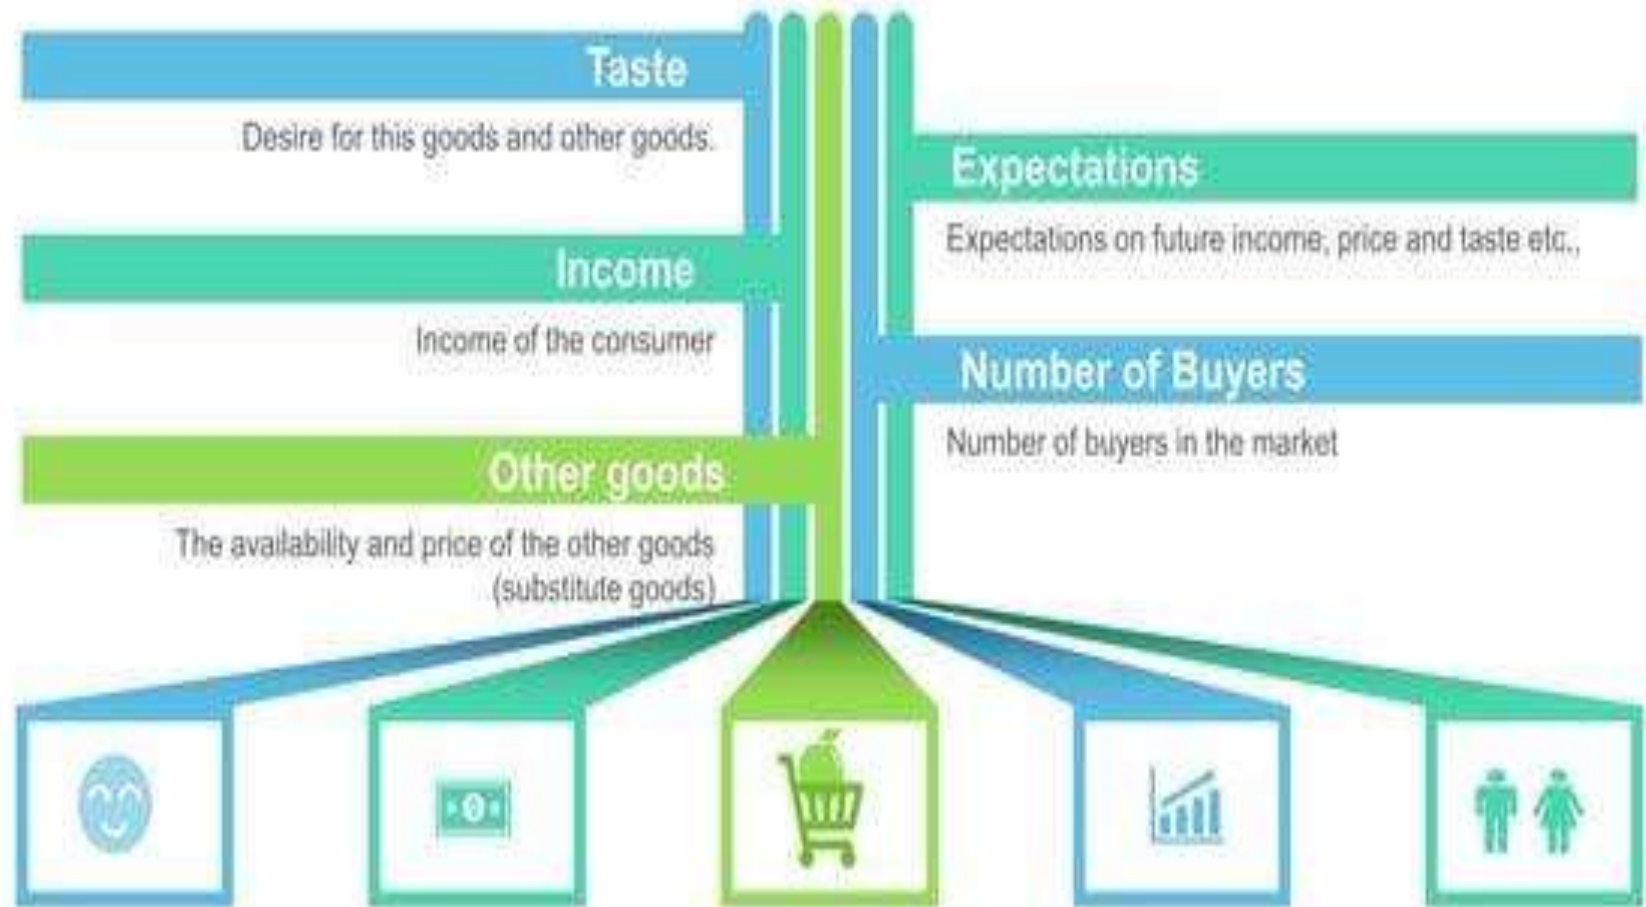 Taste
Desire for this goods and other goods.
Income
Income of the consumer
Other goods
The availability and price of the other goods
(substitute goods)
Expectations
Expectations on future income, price and taste etc.,
Number of Buyers
Number of buyers in the market
0